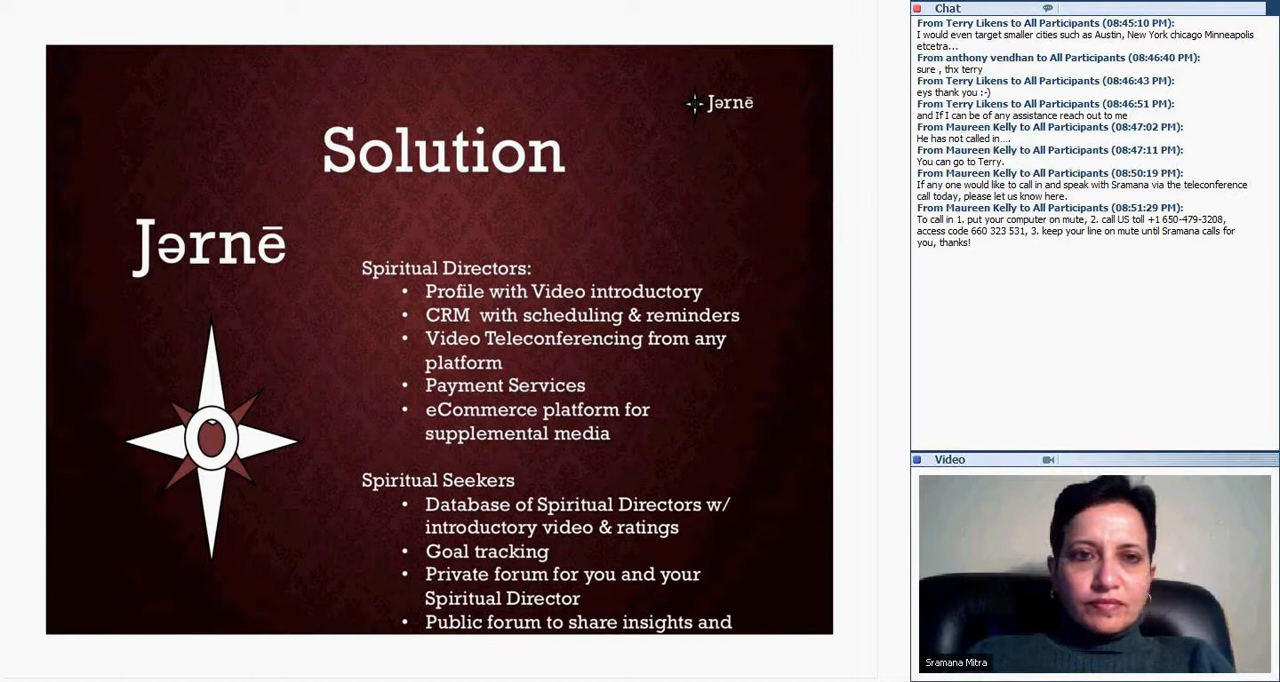 Jərnē
Solution
Jərnē
Spiritual Directors:
• Profile with Video introductory
• CRM with scheduling & reminders
• Video Teleconferencing from any
platform
• Payment Services
• eCommerce platform for
supplemental media
Spiritual Seekers
• Database of Spiritual Directors w/
introductory video & ratings
• Goal tracking
• Private forum for you and your
Spiritual Director
• Public forum to share insights and
Chat
From Terry Likens to All Participants (08:45:10 PM):
I would even target smaller cities such as Austin, New York chicago Minneapolis
etcetra...
From anthony vendhan to All Participants (08:46:40 PM):
sure , thx terry
From Terry Likens to All Participants (08:46:43 PM):
eys thank you :-)
From Terry Likens to All Participants (08:46:51 PM):
and If I can be of any assistance reach out to me
From Maureen Kelly to All Participants (08:47:02 PM):
He has not called in....
From Maureen Kelly to All Participants (08:47:11 PM):
You can go to Terry.
From Maureen Kelly to All Participants (08:50:19 PM):
If any one would like to call in and speak with Sramana via the teleconference
call today, please let us know here.
From Maureen Kelly to All Participants (08:51:29 PM):
To call in 1. put your computer on mute, 2. call US toll +1 650-479-3208,
access code 660 323 531, 3. keep your line on mute until Sramana calls for
you, thanks!
Video
Sramana Mitra